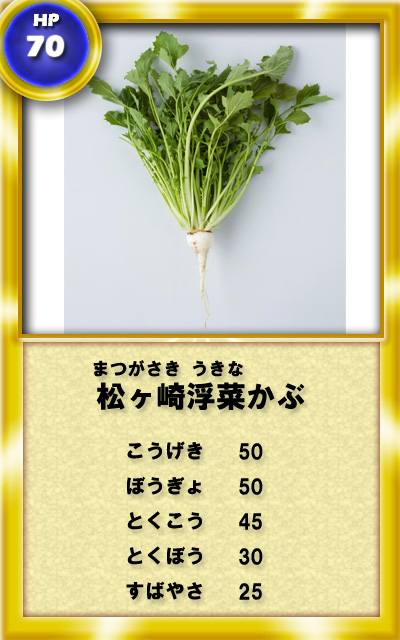 HP
70
まつがさき うきな
松ヶ崎浮菜かぶ
こうげき 50
ぼうぎょ 50
とくこう 45
とくぼう 30
すばやさ 25